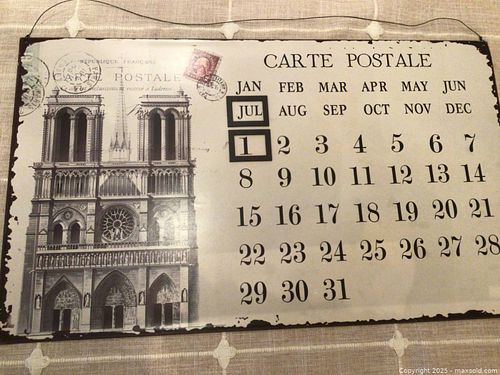 RÉPUBLIQUE FRANÇAISE
CARTE POSTALE
CARTE POSTALE
JAN FEB MAR APR MAY JUN
JUL AUG SEP OCT NOV DEC
1 2 3 4 5 6 7
8 9 10 11 12 13 14
15 16 17 18 19 20 21
22 23 24 25 26 27 28
29 30 31
Copyright 2025 - maxsold.com